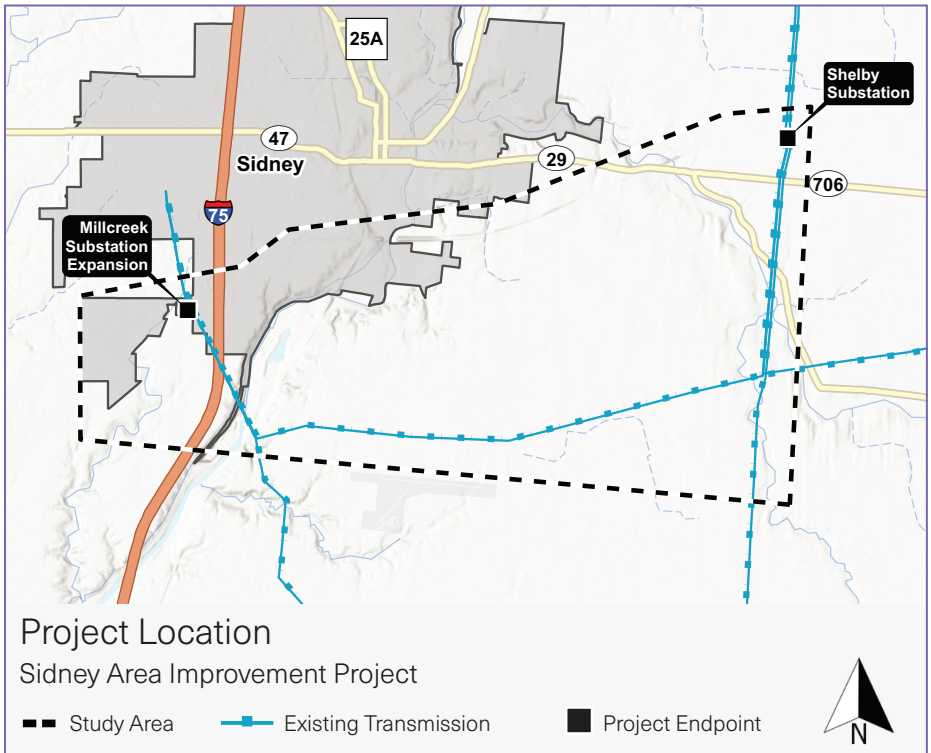 25A
Shelby
Substation
47
Sidney
29
706
75
Millcreek
Substation
Expansion
Project Location
Sidney Area Improvement Project
Study Area
Existing Transmission
Project Endpoint
N